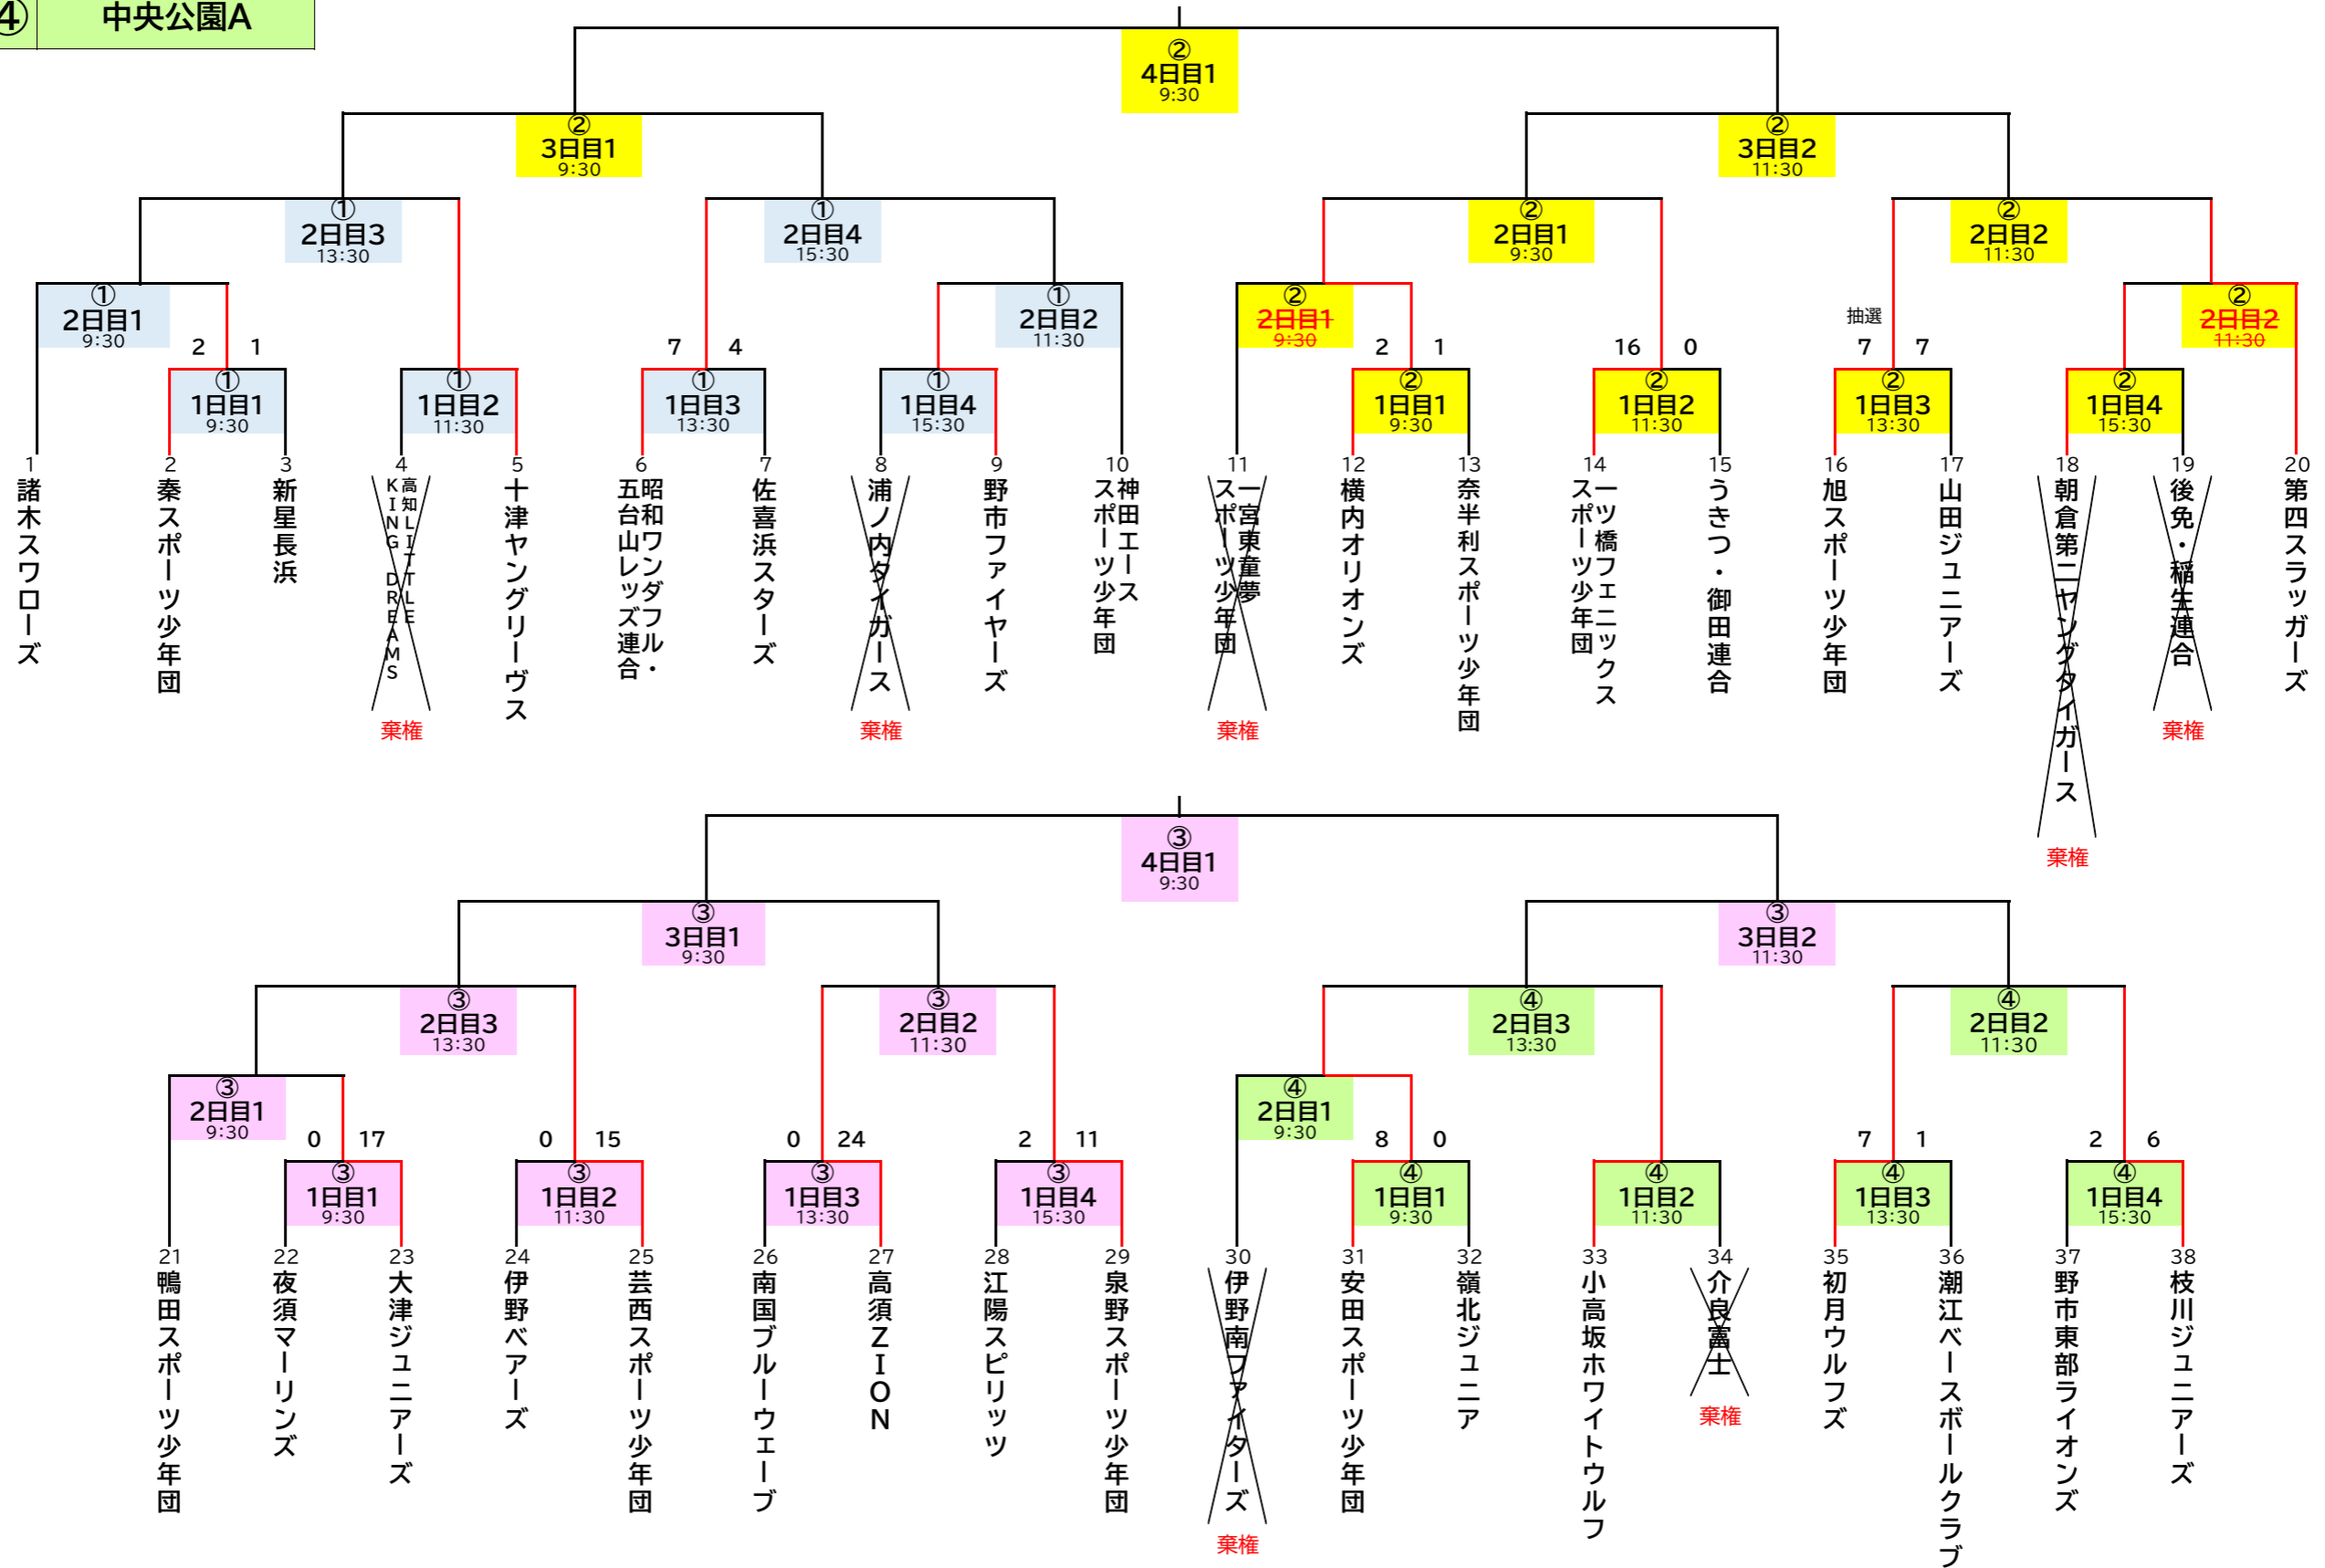 ④ 中央公園A
②
4日目1
9:30
②
3日目1
9:30
②
3日目2
11:30
①
2日目3
13:30
①
2日目4
15:30
②
2日目1
9:30
②
2日目2
11:30
①
2日目1
9:30
①
2日目2
11:30
②
2日目1
9:30
②
2日目2
11:30
抽選
2 1
7 4
2 1
16 0
7 7
①
1日目1
9:30
①
1日目2
11:30
①
1日目3
13:30
①
1日目4
15:30
②
1日目1
9:30
②
1日目2
11:30
②
1日目3
13:30
②
1日目4
15:30
1
諸木スワローズ
2
秦スポーツ少年団
3
新星長浜
4
高知LITTLE
KING DREAMS
棄権
5
十津ヤングリーヴス
6
昭和ワンダフル・
五台山レッズ連合
7
佐喜浜スターズ
8
浦ノ内タイガース
棄権
9
野市ファイヤーズ
10
神田エース
スポーツ少年団
11
一宮東童夢
スポーツ少年団
棄権
12
横内オリオンズ
13
奈半利スポーツ少年団
14
一ツ橋フェニックス
スポーツ少年団
15
うきつ・御田連合
16
旭スポーツ少年団
17
山田ジュニアーズ
18
朝倉第二ヤングタイガース
棄権
19
後免・稲生連合
棄権
20
第四スラッガーズ
③
4日目1
9:30
③
3日目1
9:30
③
3日目2
11:30
③
2日目3
13:30
③
2日目2
11:30
④
2日目3
13:30
④
2日目2
11:30
③
2日目1
9:30
④
2日目1
9:30
0 17
0 15
0 24
2 11
8 0
7 1
2 6
③
1日目1
9:30
③
1日目2
11:30
③
1日目3
13:30
③
1日目4
15:30
④
1日目1
9:30
④
1日目2
11:30
④
1日目3
13:30
④
1日目4
15:30
21
鴨田スポーツ少年団
22
夜須マーリンズ
23
大津ジュニアーズ
24
伊野ベアーズ
25
芸西スポーツ少年団
26
南国ブルーウェーブ
27
高須ZION
28
江陽スピリッツ
29
泉野スポーツ少年団
30
伊野南ファイターズ
棄権
31
安田スポーツ少年団
32
嶺北ジュニア
33
小高坂ホワイトウルフ
34
介良富士
棄権
35
初月ウルフズ
36
潮江ベースボールクラブ
37
野市東部ライオンズ
38
枝川ジュニアーズ